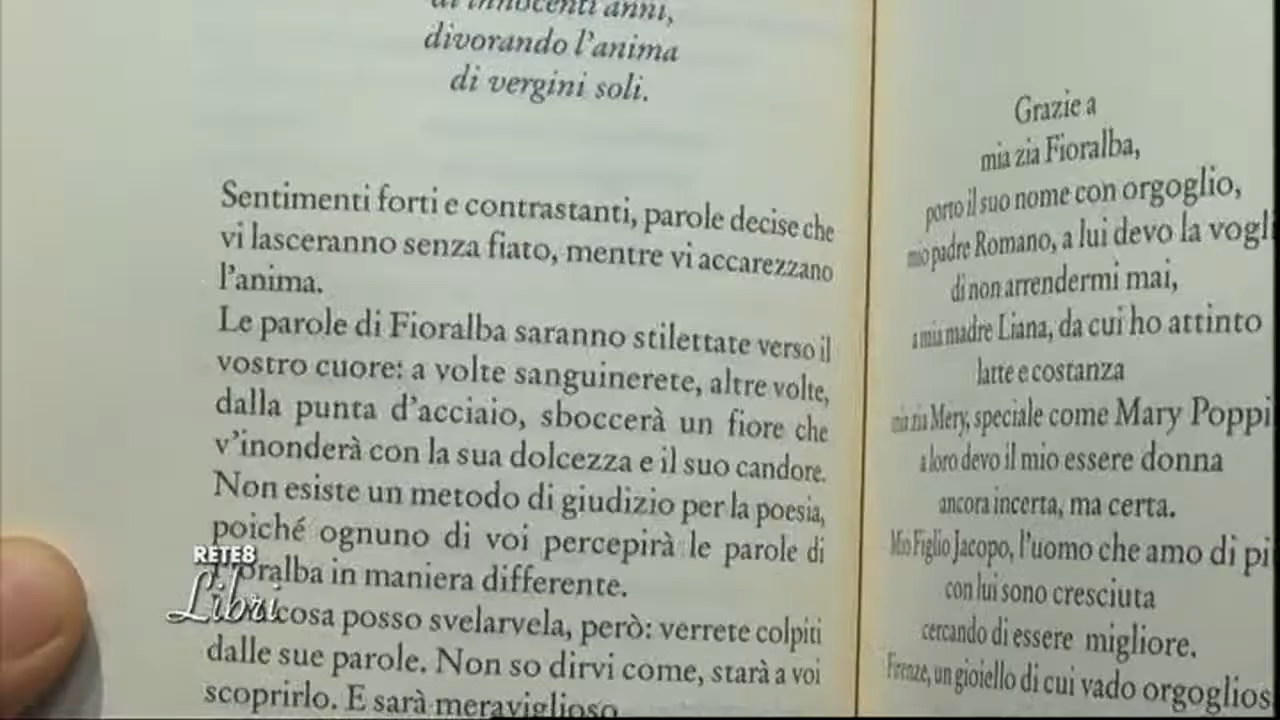 di innocenti anni,
divorando l'anima
di vergini soli.
Sentimenti forti e contrastanti, parole decise che
vi lasceranno senza fiato, mentre vi accarezzano
l'anima.
Le parole di Fioralba saranno stilettate verso il
vostro cuore: a volte sanguinerete, altre volte,
dalla punta d'acciaio, sboccerà un fiore che
v'inonderà con la sua dolcezza e il suo candore.
Non esiste un metodo di giudizio per la poesia,
poiché ognuno di voi percepirà le parole di
Fioralba in maniera differente.
cosa posso svelarvela, però: verrete colpiti
dalle sue parole. Non so dirvi come, starà a voi
scoprirlo. E sarà meraviglioso
RETE8
Libri
Grazie a
mia zia Fioralba,
porto il suo nome con orgoglio,
mio padre Romano, a lui devo la vogl
di non arrendermi mai,
a mia madre Liana, da cui ho attinto
latte e costanza
mia zia Mery, speciale come Mary Poppi
a loro devo il mio essere donna
ancora incerta, ma certa.
Mio Figlio Jacopo, l'uomo che amo di pi
con lui sono cresciuta
cercando di essere migliore.
Firenze, un gioiello di cui vado orgoglios